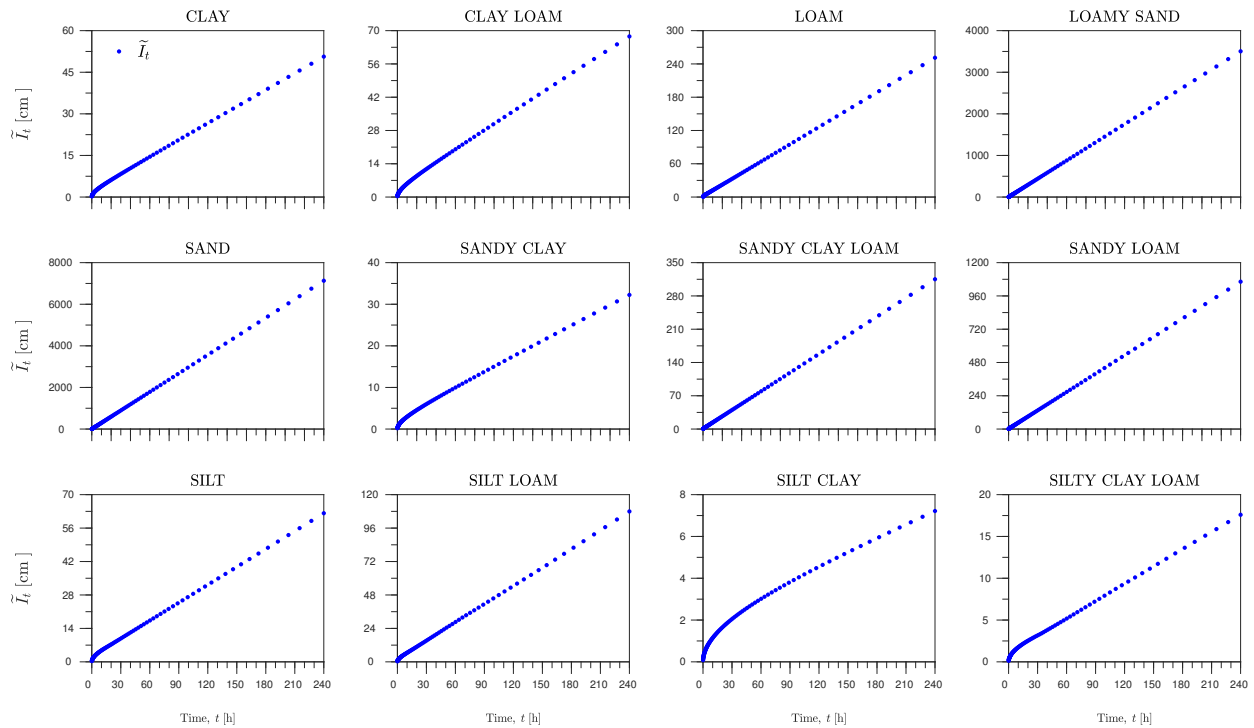 CLAY CLAY LOAM LOAM LOAMY SAND
60 70 300 4000
Ĩt
45 56 240 3000
Ĩt [cm ]
30 42 180 2000
28 120
15 14 60 1000
0 0 0 0
SAND SANDY CLAY SANDY CLAY LOAM SANDY LOAM
8000 40 350 1200
6000 30 280 960
Ĩt [cm ]
4000 20 210 720
140 480
2000 10 70 240
0 0 0 0
SILT SILT LOAM SILT CLAY SILTY CLAY LOAM
70 120 8 20
56 96 6 15
Ĩt [cm ]
42 72 4 10
28 48
14 24 2 5
0 0 0 0
0 30 60 90 120 150 180 210 240 0 30 60 90 120 150 180 210 240 0 30 60 90 120 150 180 210 240 0 30 60 90 120 150 180 210 240
Time, t [h] Time, t [h] Time, t [h] Time, t [h]